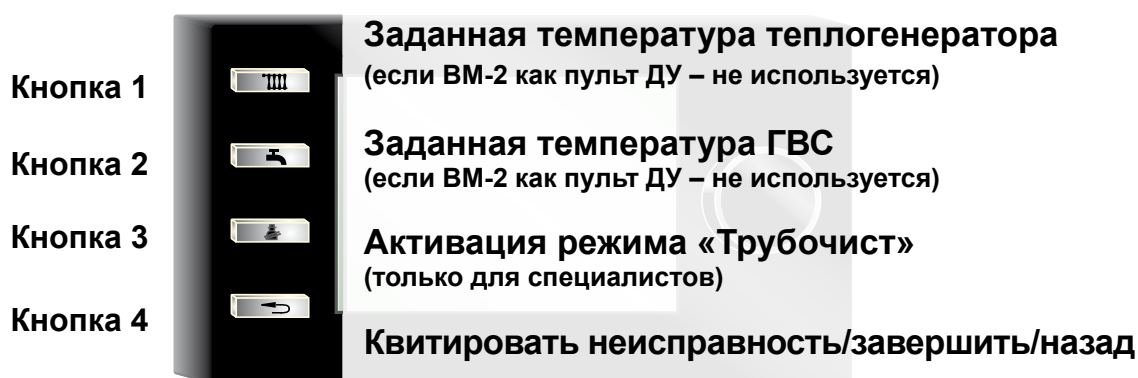 Заданная температура теплогенератора
Кнопка 1
(если ВМ-2 как пульт ДУ – не используется)
Заданная температура ГВС
Кнопка 2
(если ВМ-2 как пульт ДУ – не используется)
Кнопка 3
Активация режима «Трубочист»
(только для специалистов)
Кнопка 4
Квитировать неисправность/завершить/назад